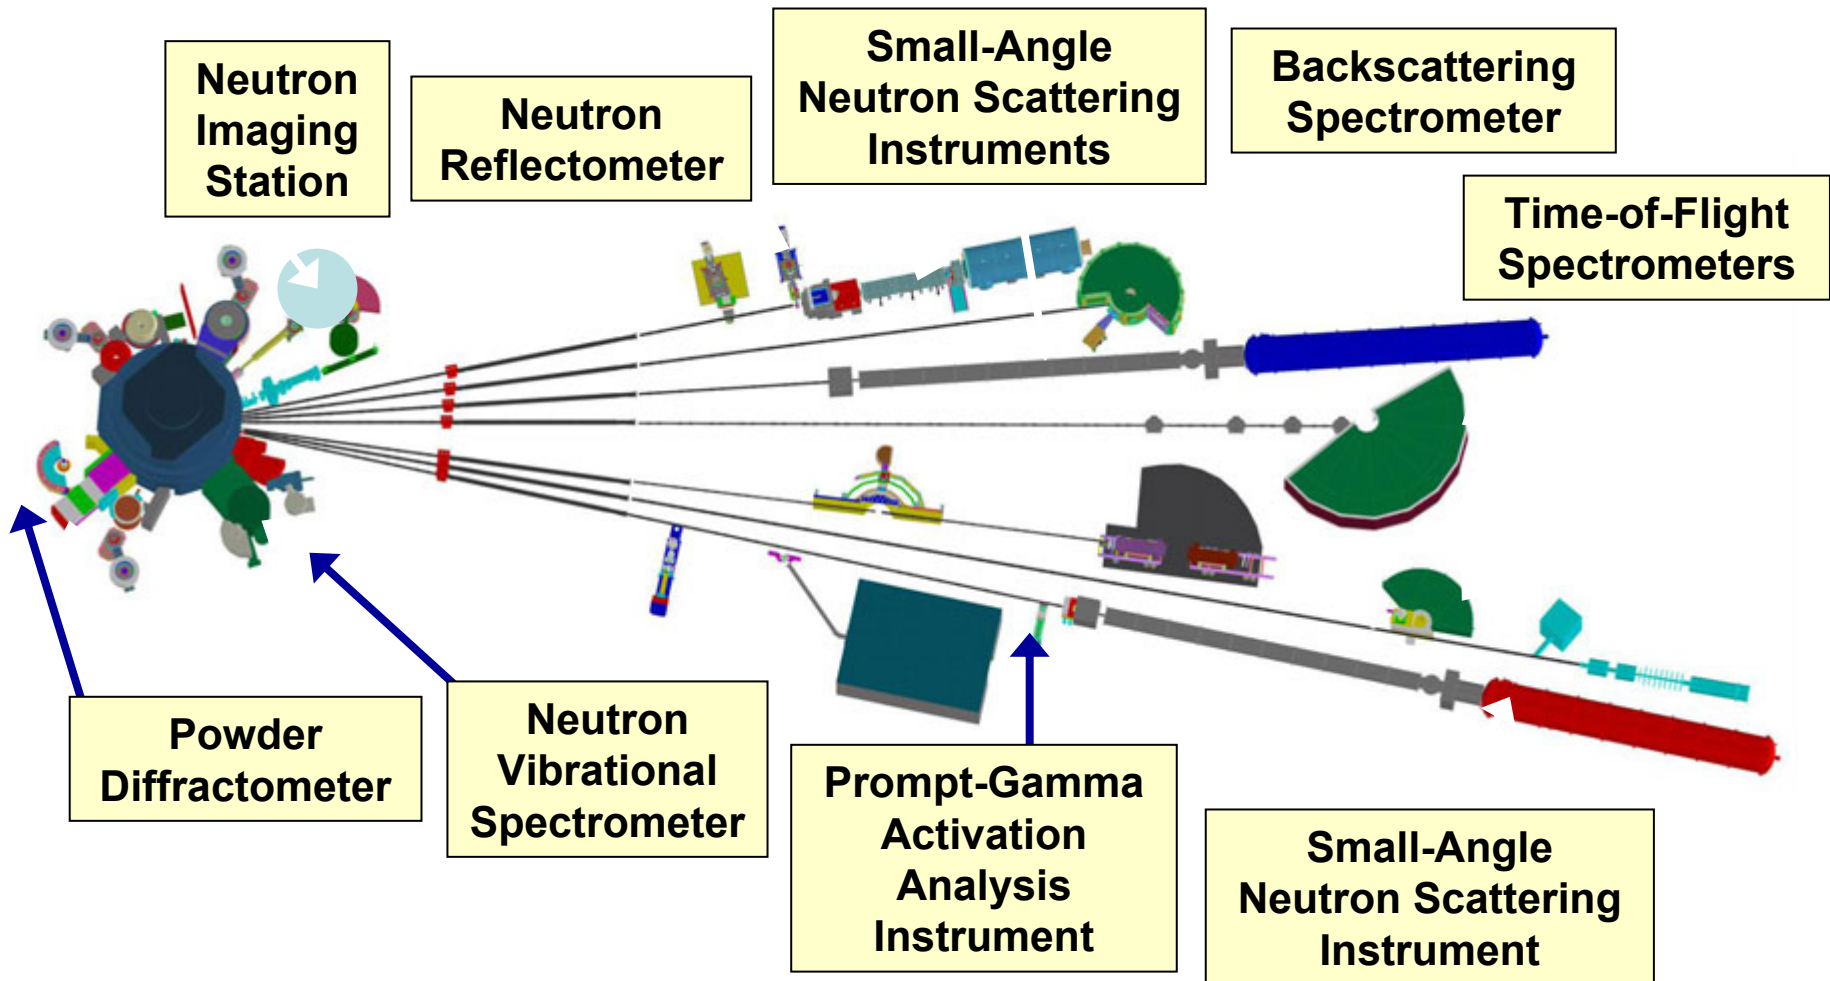 Neutron
Imaging
Station
Neutron
Reflectometer
Small-Angle
Neutron Scattering
Instruments
Backscattering
Spectrometer
Time-of-Flight
Spectrometers
Powder
Diffractometer
Neutron
Vibrational
Spectrometer
Prompt-Gamma
Activation
Analysis
Instrument
Small-Angle
Neutron Scattering
Instrument